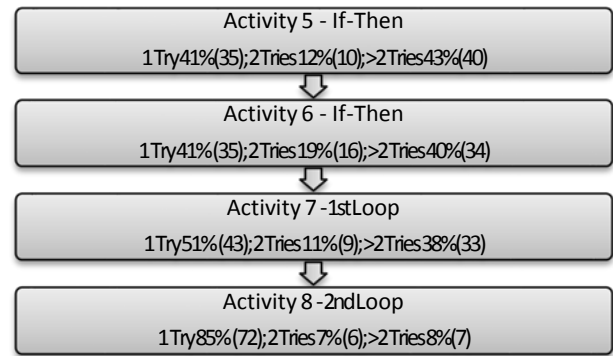 Activity 5 - If-Then
1Try41%(35);2Tries12%(10);>2Tries43%(40)
Activity 6 - If-Then
1Try41%(35);2Tries19%(16);>2Tries40%(34)
Activity 7 -1stLoop
1Try51%(43);2Tries11%(9);>2Tries38%(33)
Activity 8 -2ndLoop
1Try85%(72);2Tries7%(6);>2Tries8%(7)